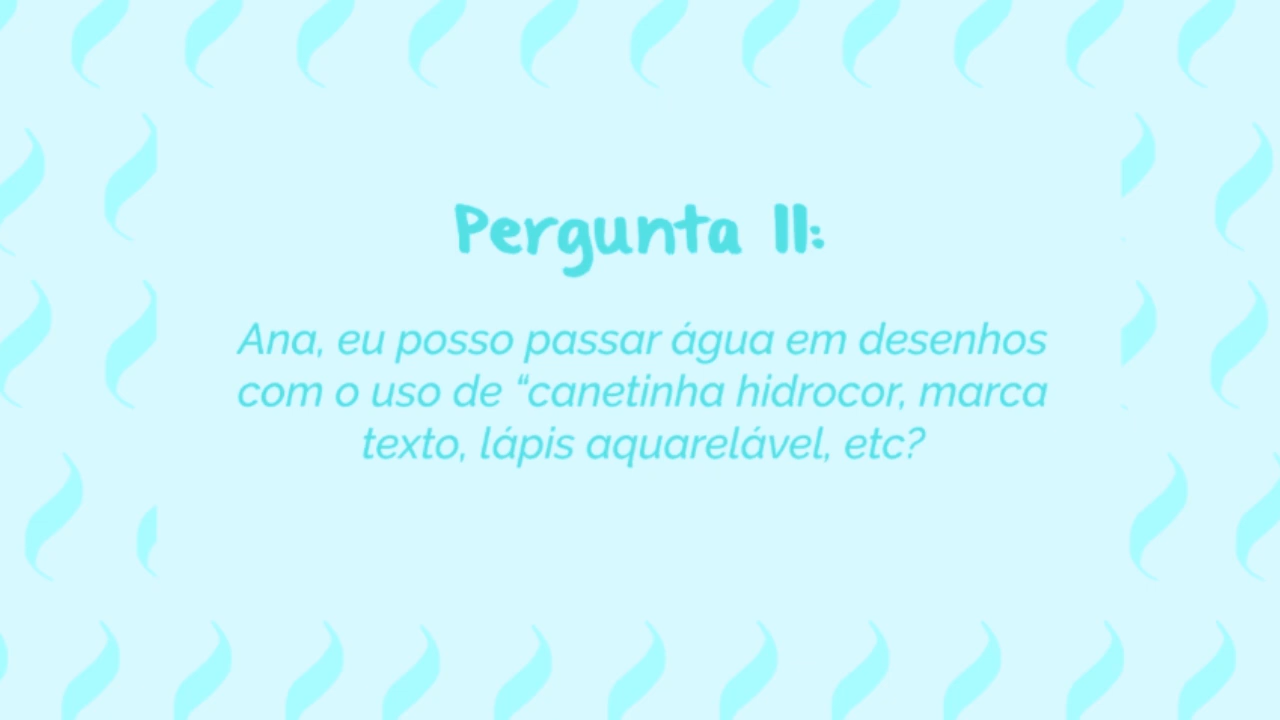 Pergunta 11:
Ana, eu posso passar água em desenhos
com o uso de “canetinha hidrocor, marca
texto, lápis aquarelável, etc?